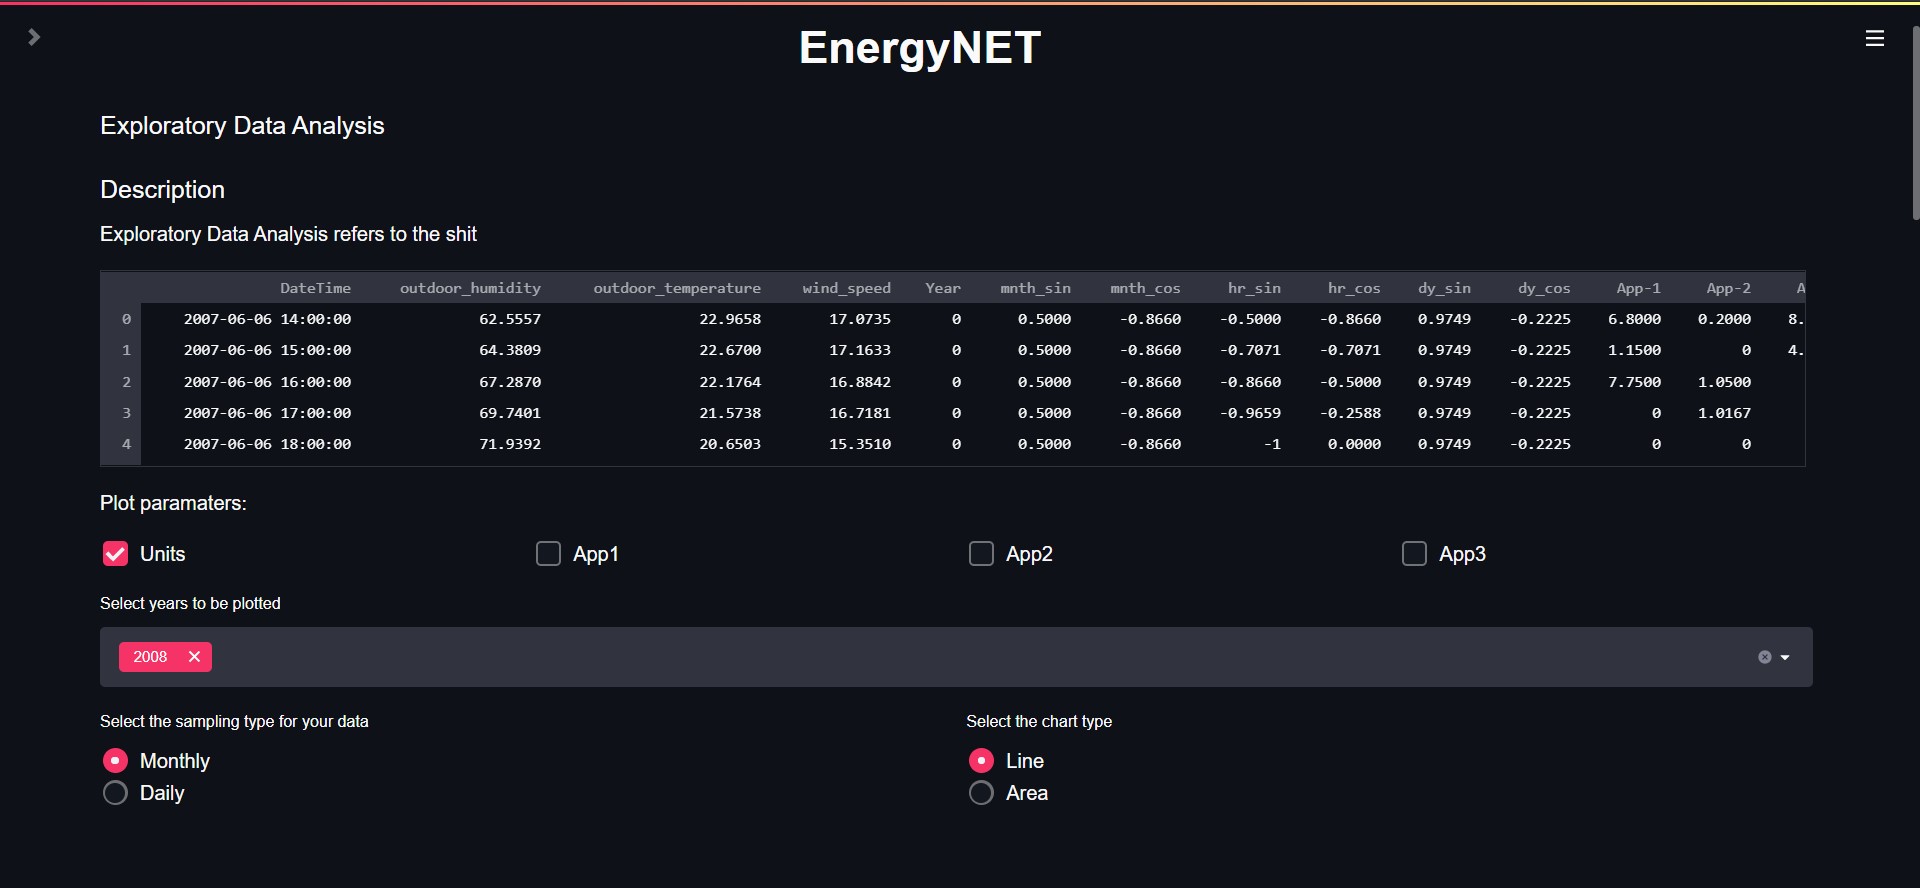 EnergyNET
Exploratory Data Analysis
Description
Exploratory Data Analysis refers to the shit
DateTime outdoor_humidity outdoor_temperature wind_speed Year mnth_sin mnth_cos hr_sin hr_cos dy_sin dy_cos App-1 App-2 A
0 2007-06-06 14:00:00 62.5557 22.9658 17.0735 0 0.5000 -0.8660 -0.5000 -0.8660 0.9749 -0.2225 6.8000 0.2000 8.
1 2007-06-06 15:00:00 64.3809 22.6700 17.1633 0 0.5000 -0.8660 -0.7071 -0.7071 0.9749 -0.2225 1.1500 0 4.
2 2007-06-06 16:00:00 67.2870 22.1764 16.8842 0 0.5000 -0.8660 -0.8660 -0.5000 0.9749 -0.2225 7.7500 1.0500
3 2007-06-06 17:00:00 69.7401 21.5738 16.7181 0 0.5000 -0.8660 -0.9659 -0.2588 0.9749 -0.2225 0 1.0167
4 2007-06-06 18:00:00 71.9392 20.6503 15.3510 0 0.5000 -0.8660 -1 0.0000 0.9749 -0.2225 0 0
Plot paramaters:
Units App1 App2 App3
Select years to be plotted
2008
Select the sampling type for your data Select the chart type
Monthly Line
Daily Area